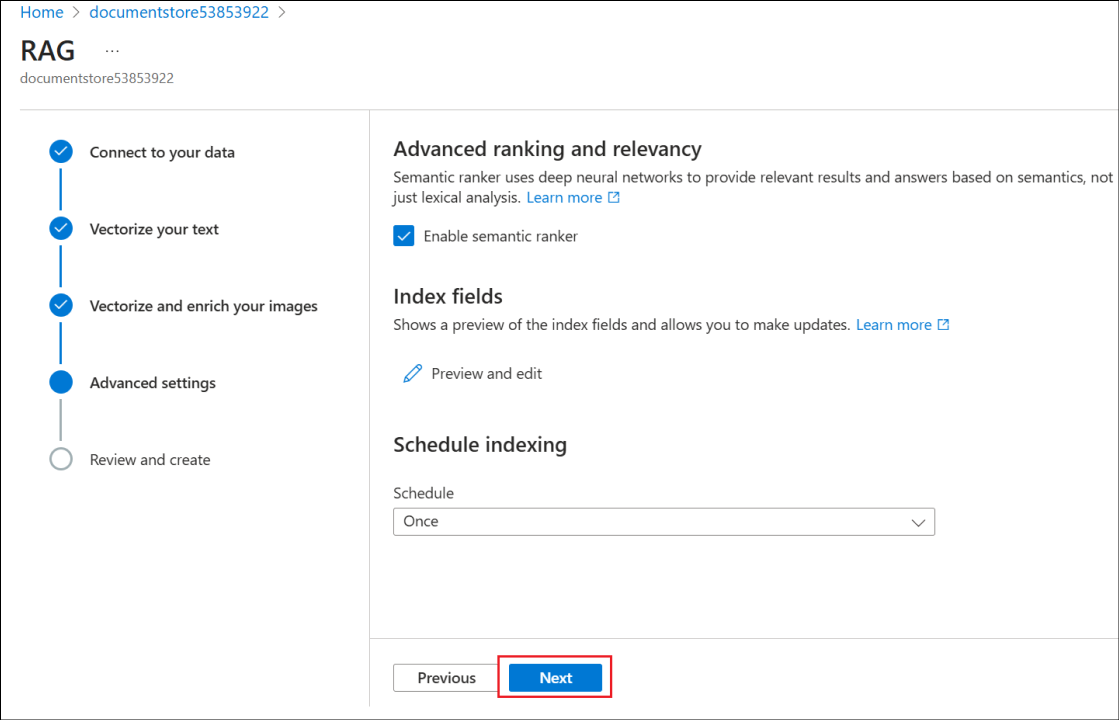 Home > documentstore53853922 >
RAG ...
documentstore53853922
Connect to your data
Vectorize your text
Vectorize and enrich your images
Advanced settings
Review and create
Advanced ranking and relevancy
Semantic ranker uses deep neural networks to provide relevant results and answers based on semantics, not
just lexical analysis. Learn more
Enable semantic ranker
Index fields
Shows a preview of the index fields and allows you to make updates. Learn more
Preview and edit
Schedule indexing
Schedule
Once
Previous Next